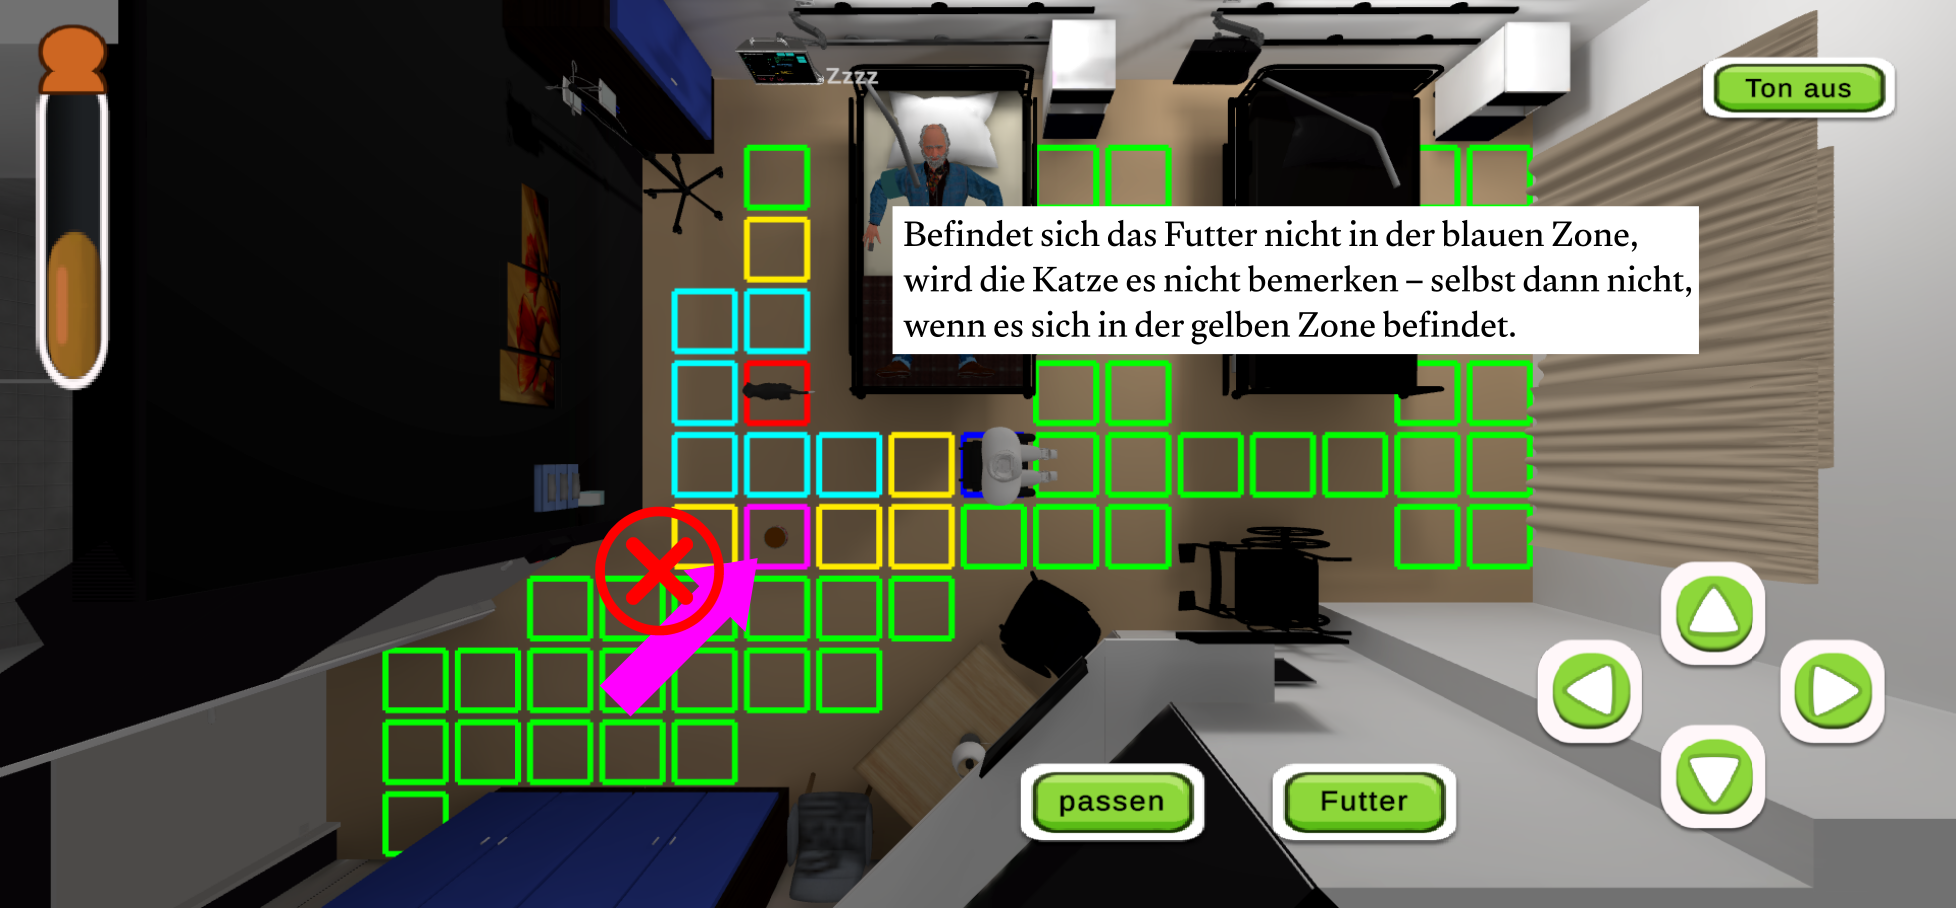 Ton aus
Zzzz
Befindet sich das Futter nicht in der blauen Zone,
wird die Katze es nicht bemerken – selbst dann nicht,
wenn es sich in der gelben Zone befindet.
passen
Futter